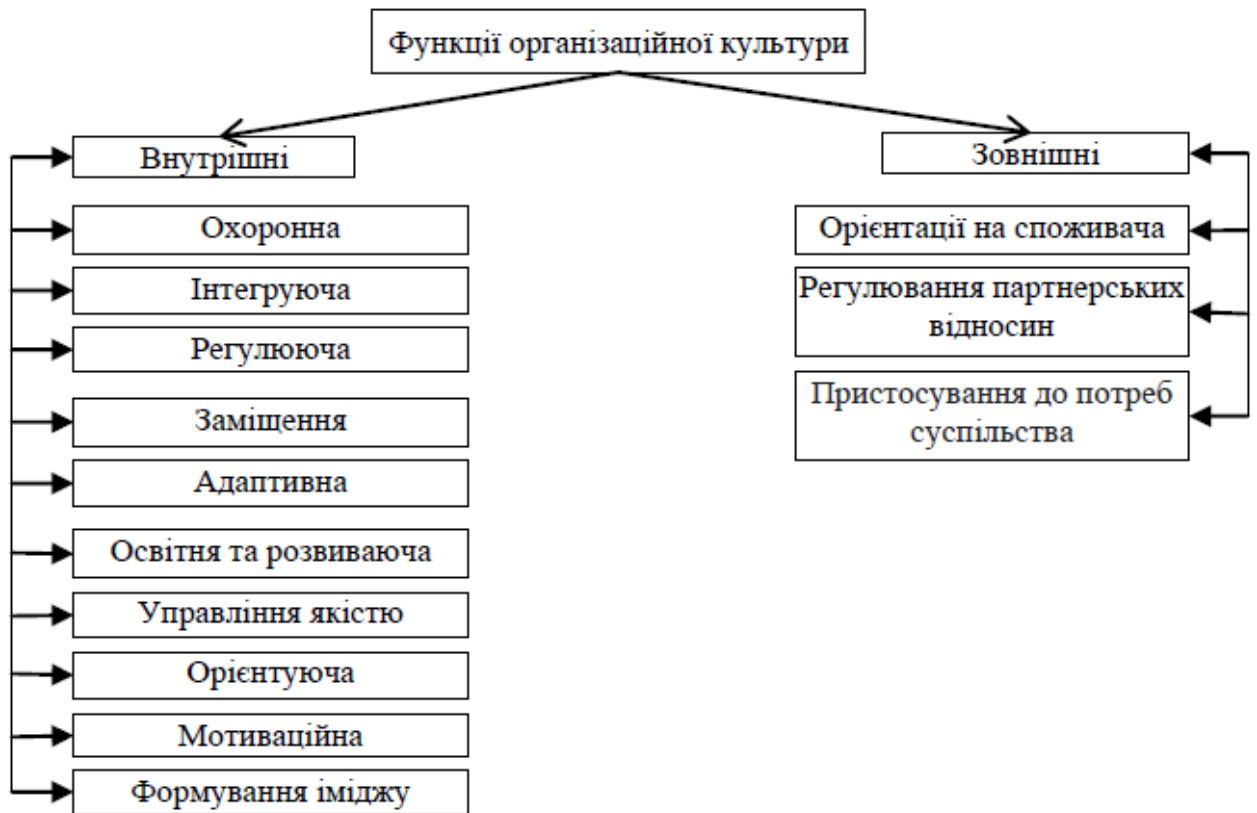 Функції організаційної культури
Внутрішні
Охоронна
Інтегруюча
Регулююча
Заміщення
Адаптивна
Освітня та розвиваюча
Управління якістю
Орієнтуюча
Мотиваційна
Формування іміджу
Зовнішні
Орієнтації на споживача
Регулювання партнерських
відносин
Пристосування до потреб
суспільства